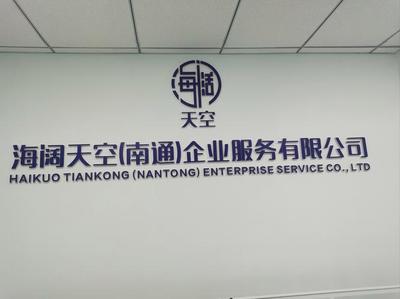 海阔
天空
海阔天空(南通)企业服务有限公司
HAIKUO TIANKONG (NANTONG) ENTERPRISE SERVICE CO., LTD